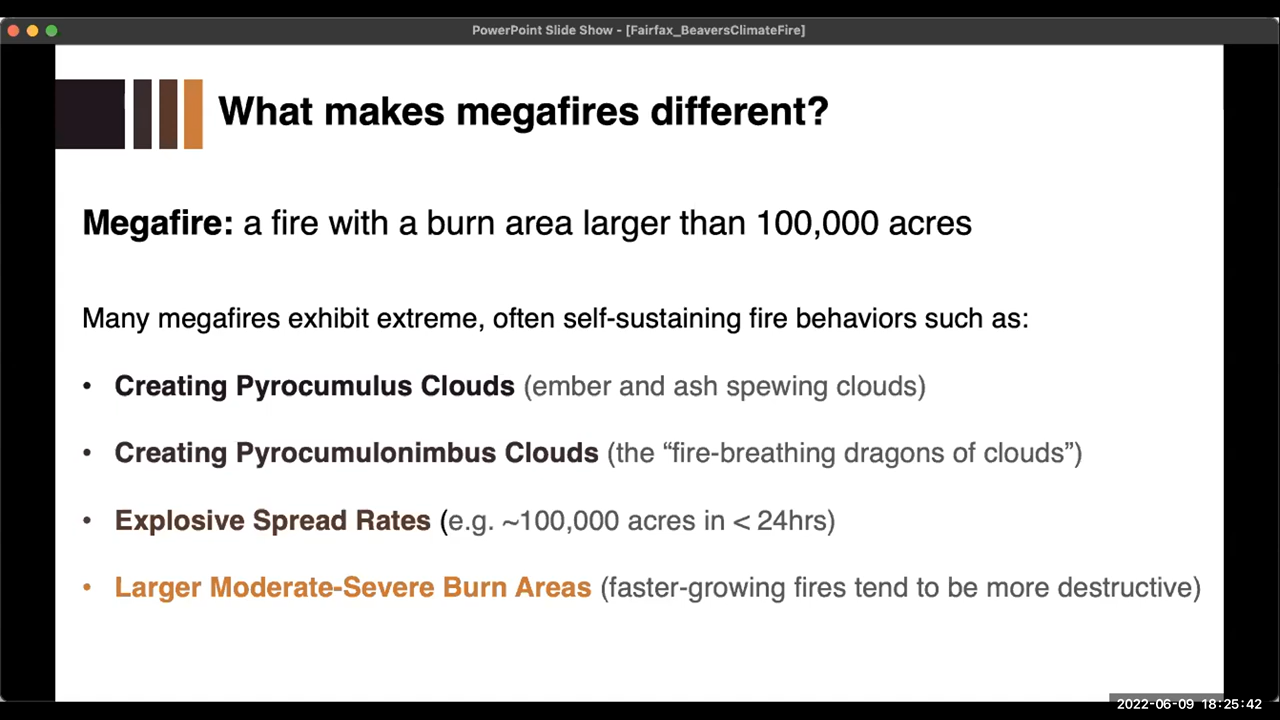 PowerPoint Slide Show - [Fairfax_BeaversClimateFire]
What makes megafires different?
Megafire: a fire with a burn area larger than 100,000 acres
Many megafires exhibit extreme, often self-sustaining fire behaviors such as:
• Creating Pyrocumulus Clouds (ember and ash spewing clouds)
• Creating Pyrocumulonimbus Clouds (the “fire-breathing dragons of clouds”)
• Explosive Spread Rates (e.g. ~100,000 acres in < 24hrs)
• Larger Moderate-Severe Burn Areas (faster-growing fires tend to be more destructive)
2022-06-09 18:25:42